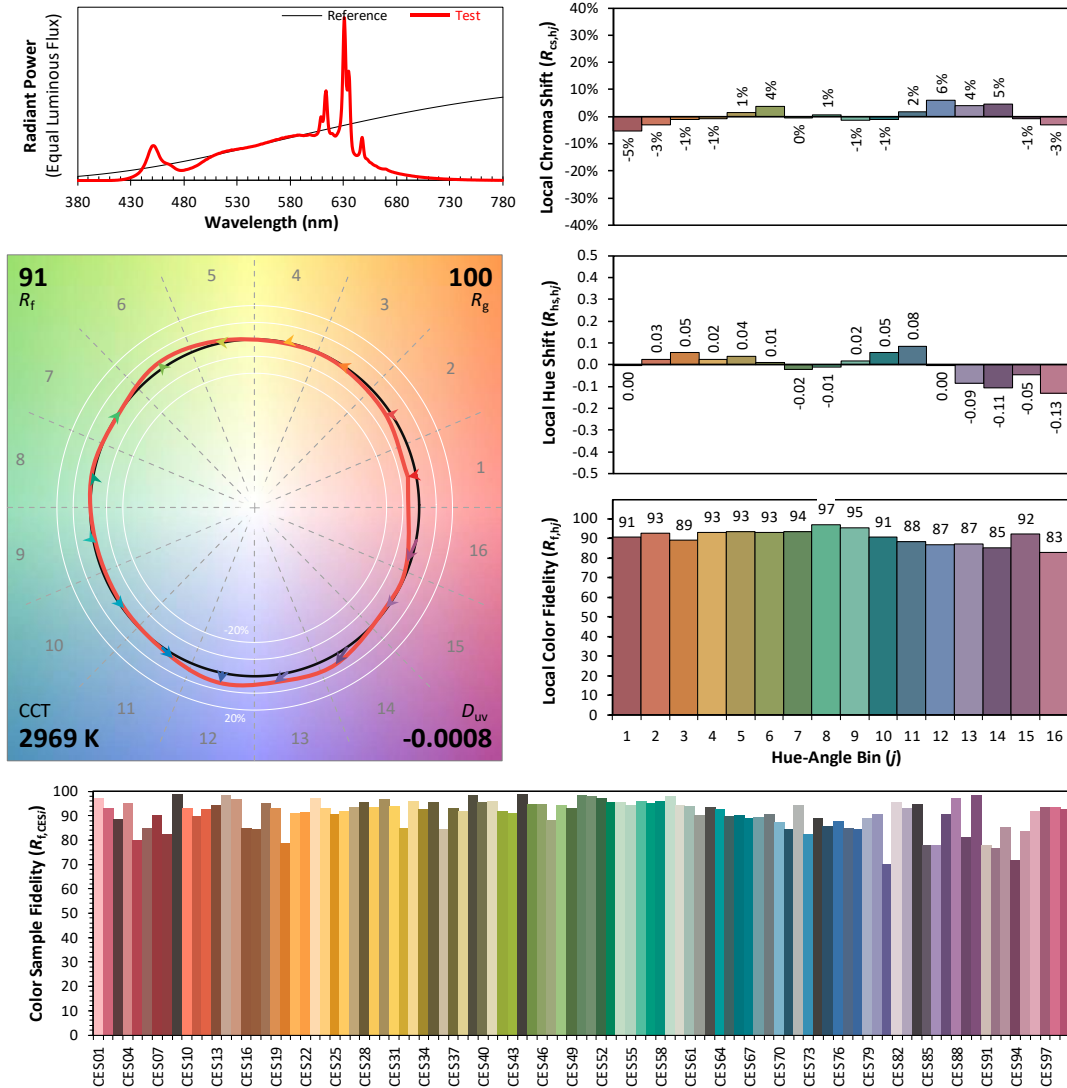 Reference Test
Radiant Power
(Equal Luminous Flux)
380 430 480 530 580 630 680 730 780
Wavelength (nm)
Local Chroma Shift (Rcs,hj)
40%
30%
20%
10%
0%
-10%
-20%
-30%
-40%
-5% -3% -1% -1% 1% 4% 0% 1% -1% -1% 2% 6% 4% 5% -1% -3%
91
Rf
100
Rg
1 2 3 4 5 6 7 8 9 10 11 12 13 14 15 16
-20%
20%
CCT
2969 K
Duv
-0.0008
Local Hue Shift (Rhs,hj)
0.5
0.4
0.3
0.2
0.1
0.0
-0.1
-0.2
-0.3
-0.4
-0.5
0.00 0.03 0.05 0.02 0.04 0.01 -0.02 -0.01 0.02 0.05 0.08 0.00 -0.09 -0.11 -0.05 -0.13
Local Color Fidelity (Rf,hj)
100
90
80
70
60
50
40
30
20
10
0
91 93 89 93 93 93 94 97 95 91 88 87 87 85 92 83
1 2 3 4 5 6 7 8 9 10 11 12 13 14 15 16
Hue-Angle Bin (j)
Color Sample Fidelity (Rf,CESi)
100
90
80
70
60
50
40
30
20
10
0
CES01 CES04 CES07 CES10 CES13 CES16 CES19 CES22 CES25 CES28 CES31 CES34 CES37 CES40 CES43 CES46 CES49 CES52 CES55 CES58 CES61 CES64 CES67 CES70 CES73 CES76 CES79 CES82 CES85 CES88 CES91 CES94 CES97